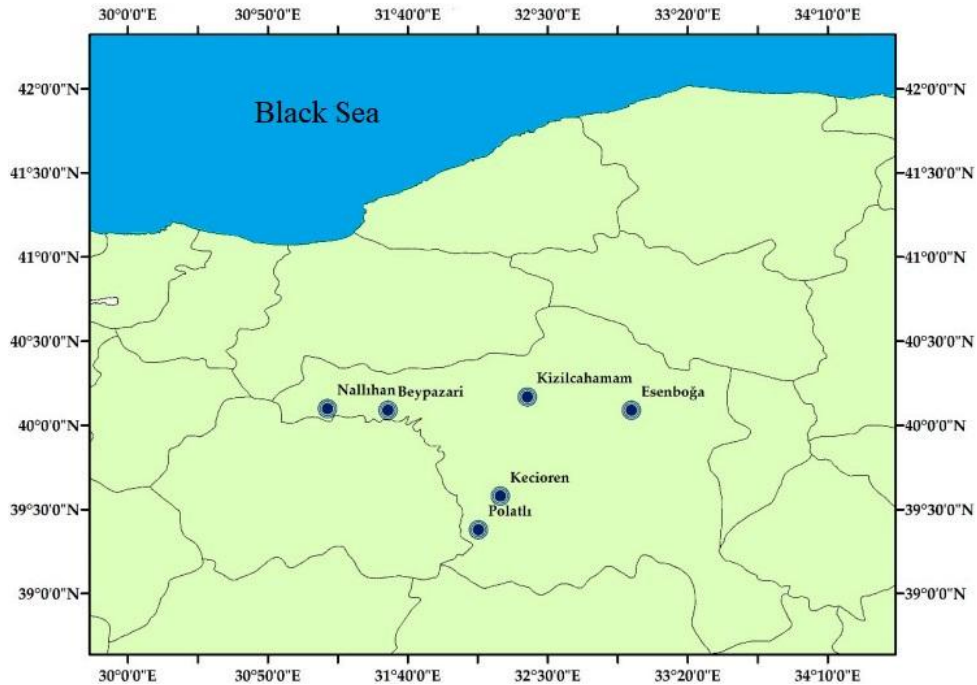 30°0'0"E 30°50'0"E 31°40'0"E 32°30'0"E 33°20'0"E 34°10'0"E
42°0'0"N 42°0'0"N
Black Sea
41°30'0"N 41°30'0"N
41°0'0"N 41°0'0"N
40°30'0"N 40°30'0"N
Kizilcahamam
Nallıhan Beypazari Esenboğa
40°0'0"N 40°0'0"N
Kecioren
39°30'0"N Polatlı 39°30'0"N
39°0'0"N 39°0'0"N
30°0'0"E 30°50'0"E 31°40'0"E 32°30'0"E 33°20'0"E 34°10'0"E